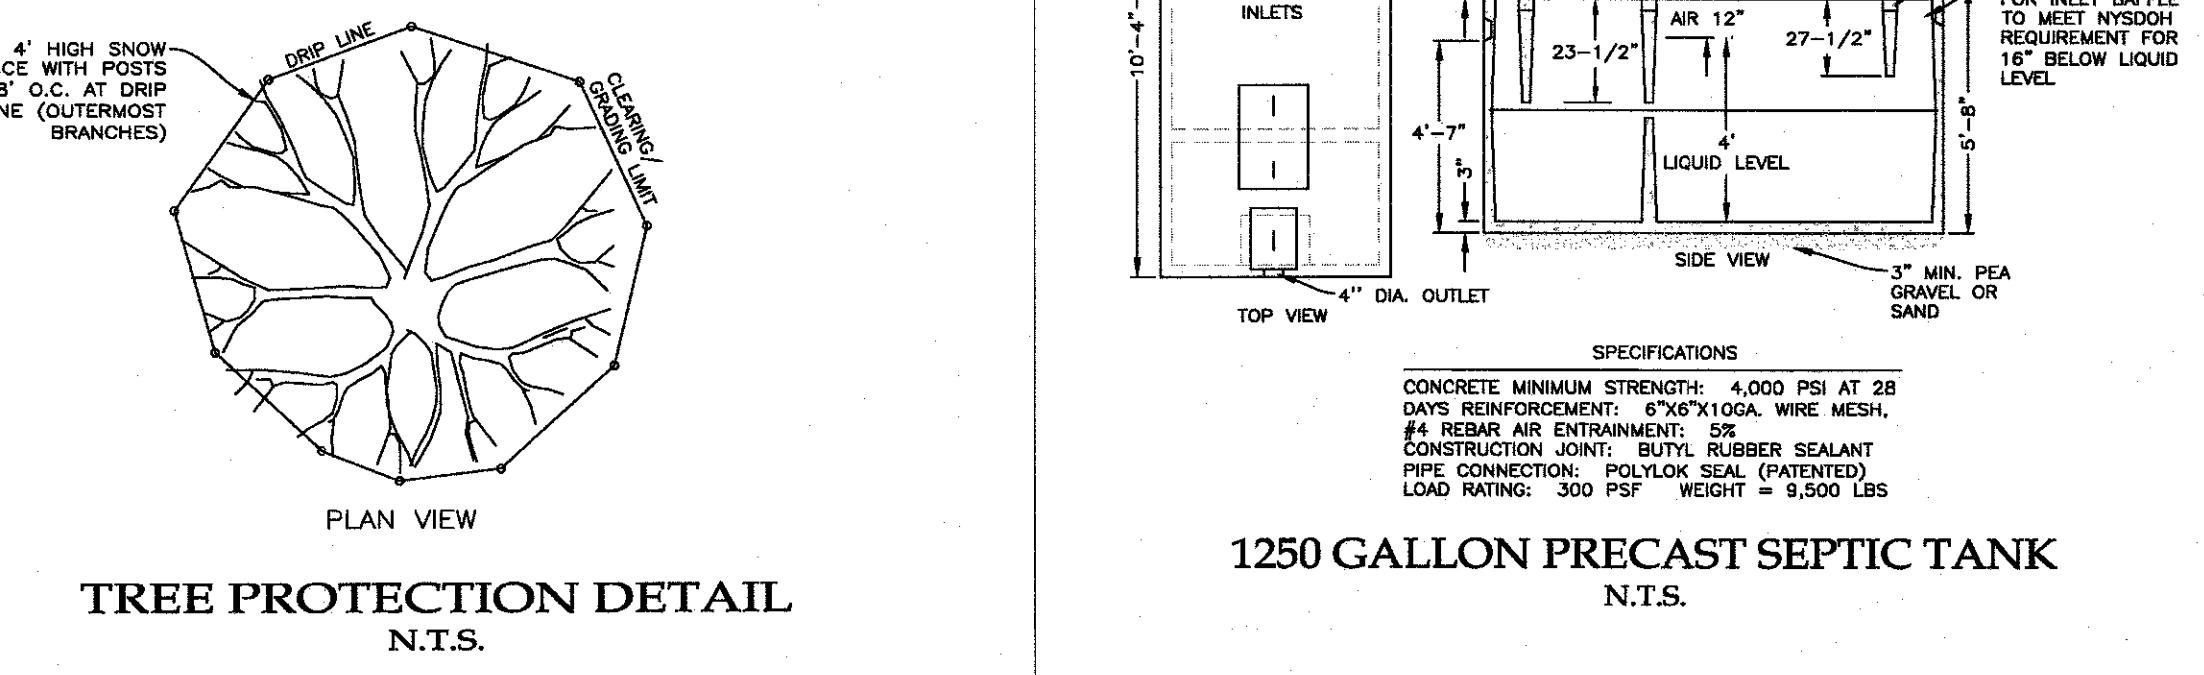 4' HIGH SNOW
CE WITH POSTS
8' O.C. AT DRIP
NE (OUTERMOST
BRANCHES)
DRIP LINE
CLEARING/
GRADING LIMIT
PLAN VIEW
TREE PROTECTION DETAIL
N.T.S.
INLETS
10'-4"
4" DIA. OUTLET
TOP VIEW
4'-7"
3"
23-1/2"
AIR 12"
27-1/2"
4'
LIQUID LEVEL
5'-8"
FOR INLET BAFFLE
TO MEET NYSDOH
REQUIREMENT FOR
16" BELOW LIQUID
LEVEL
SIDE VIEW
3" MIN. PEA
GRAVEL OR
SAND
SPECIFICATIONS
CONCRETE MINIMUM STRENGTH: 4,000 PSI AT 28
DAYS REINFORCEMENT: 6"X6"X10GA. WIRE MESH,
#4 REBAR AIR ENTRAINMENT: 5%
CONSTRUCTION JOINT: BUTYL RUBBER SEALANT
PIPE CONNECTION: POLYLOK SEAL (PATENTED)
LOAD RATING: 300 PSF WEIGHT = 9,500 LBS
1250 GALLON PRECAST SEPTIC TANK
N.T.S.